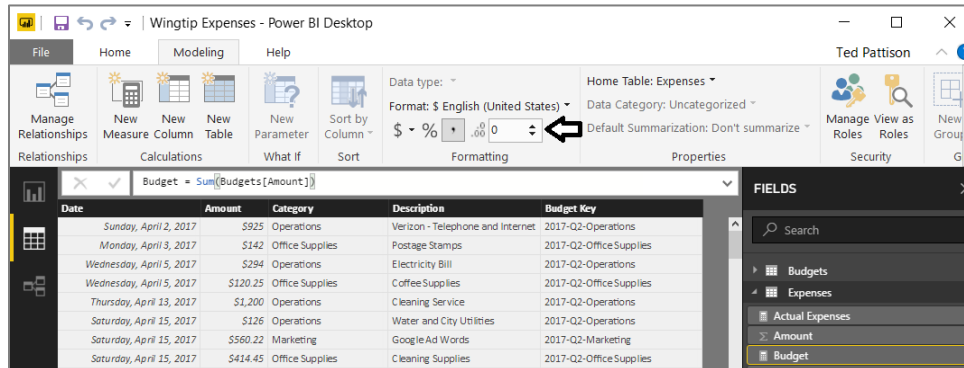 Wingtip Expenses - Power BI Desktop
File Home Modeling Help Ted Pattison
Manage Relationships
New Measure
New Column
New Table
New Parameter
Sort by Column
Data type:
Format: $ English (United States)
$ % , .00 0
Home Table: Expenses
Data Category: Uncategorized
Default Summarization: Don't summarize
Manage Roles
View as Roles
New
Relationships Calculations What If Sort Formatting Properties Security
Budget = Sum(Budgets[Amount])
Date Amount Category Description Budget Key
Sunday, April 2, 2017 $925 Operations Verizon - Telephone and Internet 2017-Q2-Operations
Monday, April 3, 2017 $142 Office Supplies Postage Stamps 2017-Q2-Office Supplies
Wednesday, April 5, 2017 $294 Operations Electricity Bill 2017-Q2-Operations
Wednesday, April 5, 2017 $120.25 Office Supplies Coffee Supplies 2017-Q2-Office Supplies
Thursday, April 13, 2017 $1,200 Operations Cleaning Service 2017-Q2-Operations
Saturday, April 15, 2017 $126 Operations Water and City Utilities 2017-Q2-Operations
Saturday, April 15, 2017 $560.22 Marketing Google Ad Words 2017-Q2-Marketing
Saturday, April 15, 2017 $414.45 Office Supplies Cleaning Supplies 2017-Q2-Office Supplies
FIELDS
Search
Budgets
Expenses
Actual Expenses
Σ Amount
Budget